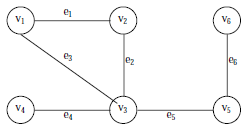 v₁ e₁ v₂ v₆
e₃ e₂ e₆
v₄ e₄ v₃ e₅ v₅